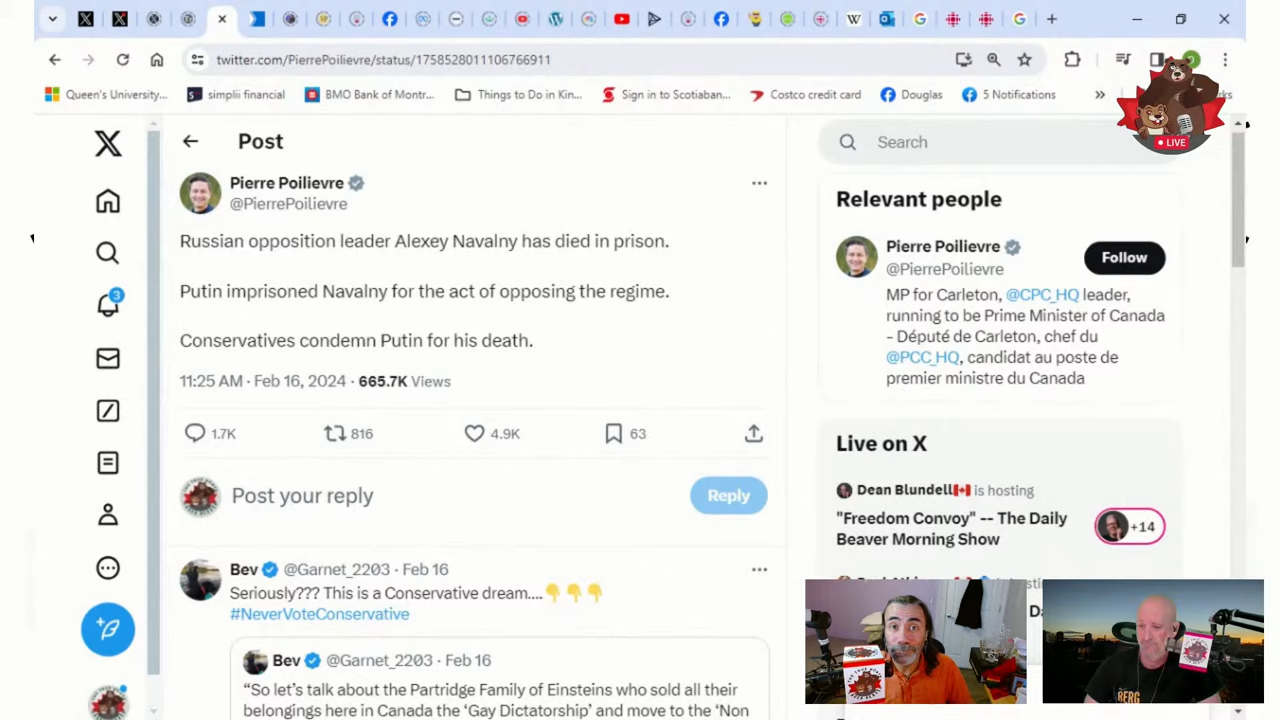 twitter.com/PierrePoilievre/status/1758528011106766911
Queen's University...
simplii financial
BMO Bank of Montr...
Things to Do in Kin...
Sign in to Scotiaban...
Costco credit card
Douglas
5 Notifications
»
LIVE
Post
Search
Pierre Poilievre
@PierrePoilievre
Russian opposition leader Alexey Navalny has died in prison.
Putin imprisoned Navalny for the act of opposing the regime.
Conservatives condemn Putin for his death.
11:25 AM · Feb 16, 2024 · 665.7K Views
1.7K
816
4.9K
63
3
Post your reply
Reply
Bev @Garnet_2203 · Feb 16
Seriously??? This is a Conservative dream....👇👇👇
#NeverVoteConservative
Bev @Garnet_2203 · Feb 16
“So let's talk about the Partridge Family of Einsteins who sold all their
belongings here in Canada the ‘Gay Dictatorship’ and move to the ‘Non
Relevant people
Pierre Poilievre
@PierrePoilievre
Follow
MP for Carleton, @CPC_HQ leader,
running to be Prime Minister of Canada
- Député de Carleton, chef du
@PCC_HQ, candidat au poste de
premier ministre du Canada
Live on X
Dean Blundell🇨🇦 is hosting
"Freedom Convoy" -- The Daily
Beaver Morning Show
+14
BERG